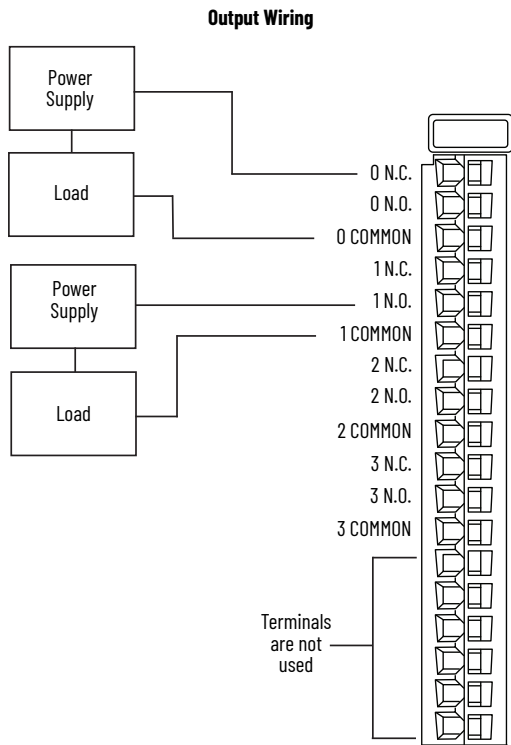 Output Wiring
Power
Supply
Load
Power
Supply
Load
0 N.C.
0 N.O.
0 COMMON
1 N.C.
1 N.O.
1 COMMON
2 N.C.
2 N.O.
2 COMMON
3 N.C.
3 N.O.
3 COMMON
Terminals
are not
used